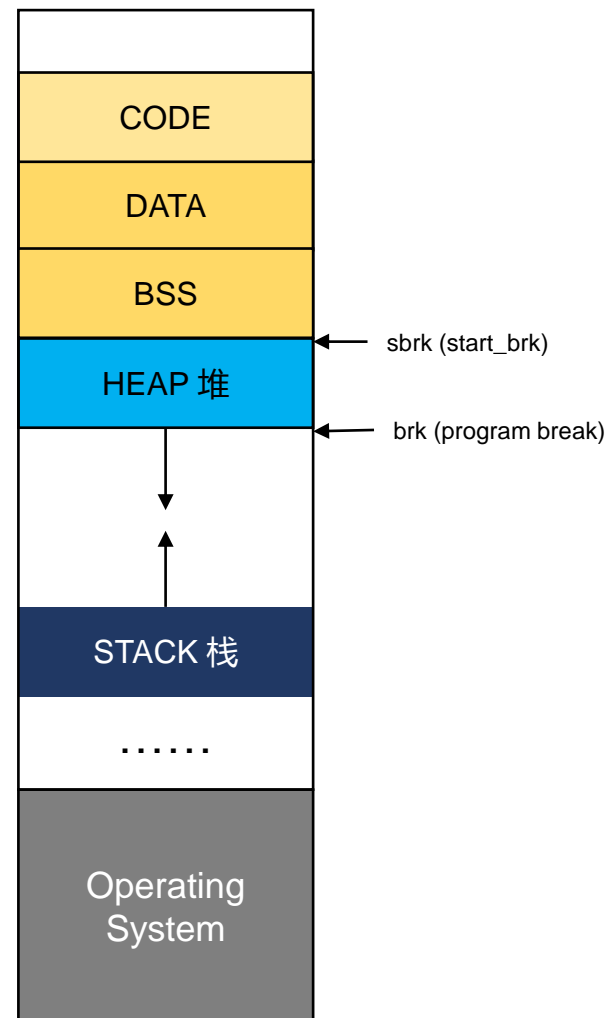 CODE
DATA
BSS
sbrk (start_brk)
HEAP 堆
brk (program break)
STACK 栈
......
Operating
System